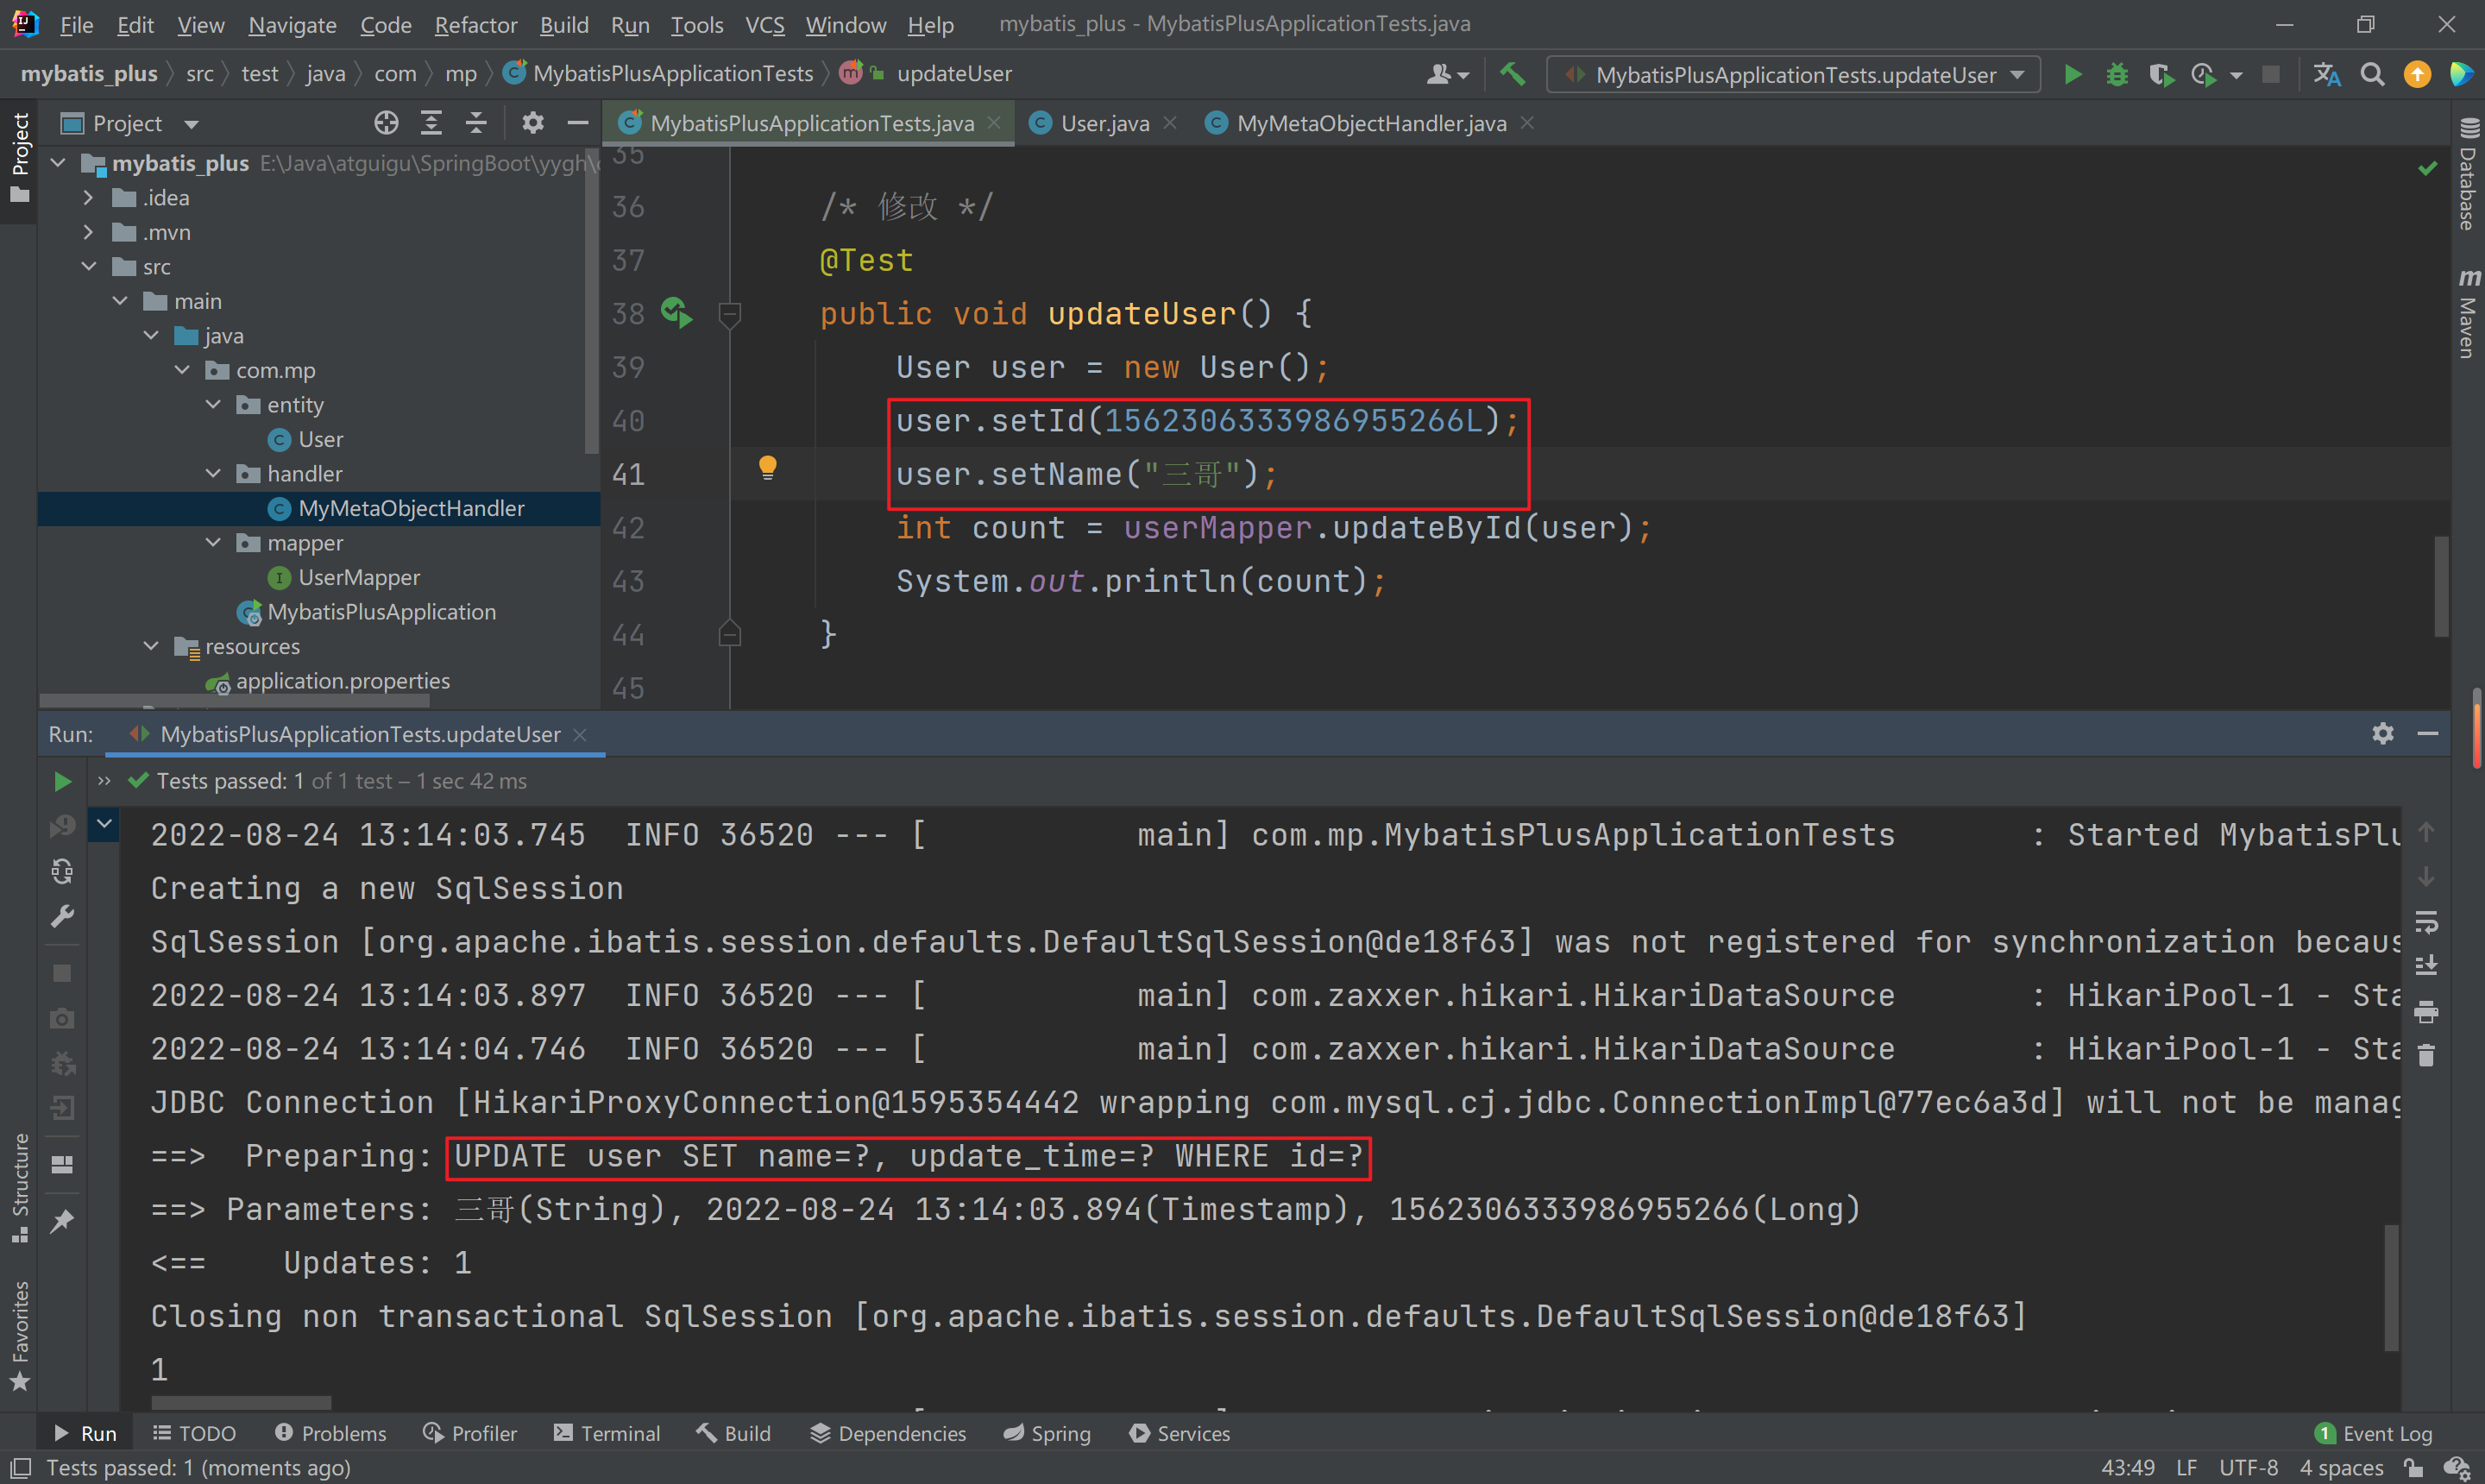 File Edit View Navigate Code Refactor Build Run Tools VCS Window Help mybatis_plus - MybatisPlusApplicationTests.java
mybatis_plus src test java com mp MybatisPlusApplicationTests updateUser MybatisPlusApplicationTests.updateUser
Project
Project
mybatis_plus E:\Java\atguigu\SpringBoot\yygh\
.idea
.mvn
src
main
java
com.mp
entity
User
handler
MyMetaObjectHandler
mapper
UserMapper
MybatisPlusApplication
resources
application.properties
MybatisPlusApplicationTests.java User.java MyMetaObjectHandler.java
35
36 /* 修改 */
37 @Test
38 public void updateUser() {
39 User user = new User();
40 user.setId(1562306333986955266L);
41 user.setName("三哥");
42 int count = userMapper.updateById(user);
43 System.out.println(count);
44 }
45
Database
Maven
Run: MybatisPlusApplicationTests.updateUser
Tests passed: 1 of 1 test – 1 sec 42 ms
2022-08-24 13:14:03.745 INFO 36520 --- [ main] com.mp.MybatisPlusApplicationTests : Started MybatisPlu
Creating a new SqlSession
SqlSession [org.apache.ibatis.session.defaults.DefaultSqlSession@de18f63] was not registered for synchronization becaus
2022-08-24 13:14:03.897 INFO 36520 --- [ main] com.zaxxer.hikari.HikariDataSource : HikariPool-1 - Sta
2022-08-24 13:14:04.746 INFO 36520 --- [ main] com.zaxxer.hikari.HikariDataSource : HikariPool-1 - Sta
JDBC Connection [HikariProxyConnection@1595354442 wrapping com.mysql.cj.jdbc.ConnectionImpl@77ec6a3d] will not be manag
==> Preparing: UPDATE user SET name=?, update_time=? WHERE id=?
==> Parameters: 三哥(String), 2022-08-24 13:14:03.894(Timestamp), 1562306333986955266(Long)
<== Updates: 1
Closing non transactional SqlSession [org.apache.ibatis.session.defaults.DefaultSqlSession@de18f63]
1
Structure
Favorites
Run TODO Problems Profiler Terminal Build Dependencies Spring Services 1 Event Log
Tests passed: 1 (moments ago) 43:49 LF UTF-8 4 spaces